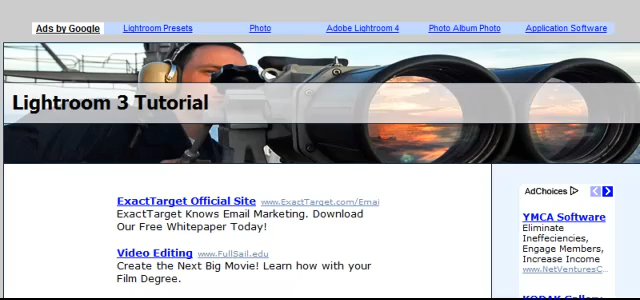 Ads by Google Lightroom Presets Photo Adobe Lightroom 4 Photo Album Photo Application Software
Lightroom 3 Tutorial
ExactTarget Official Site www.ExactTarget.com/Emai
ExactTarget Knows Email Marketing. Download
Our Free Whitepaper Today!
Video Editing www.FullSail.edu
Create the Next Big Movie! Learn how with your
Film Degree.
AdChoices
YMCA Software
Eliminate
Ineffeciencies,
Engage Members,
Increase Income
www.NetVenturesC...
KODAK Gallery